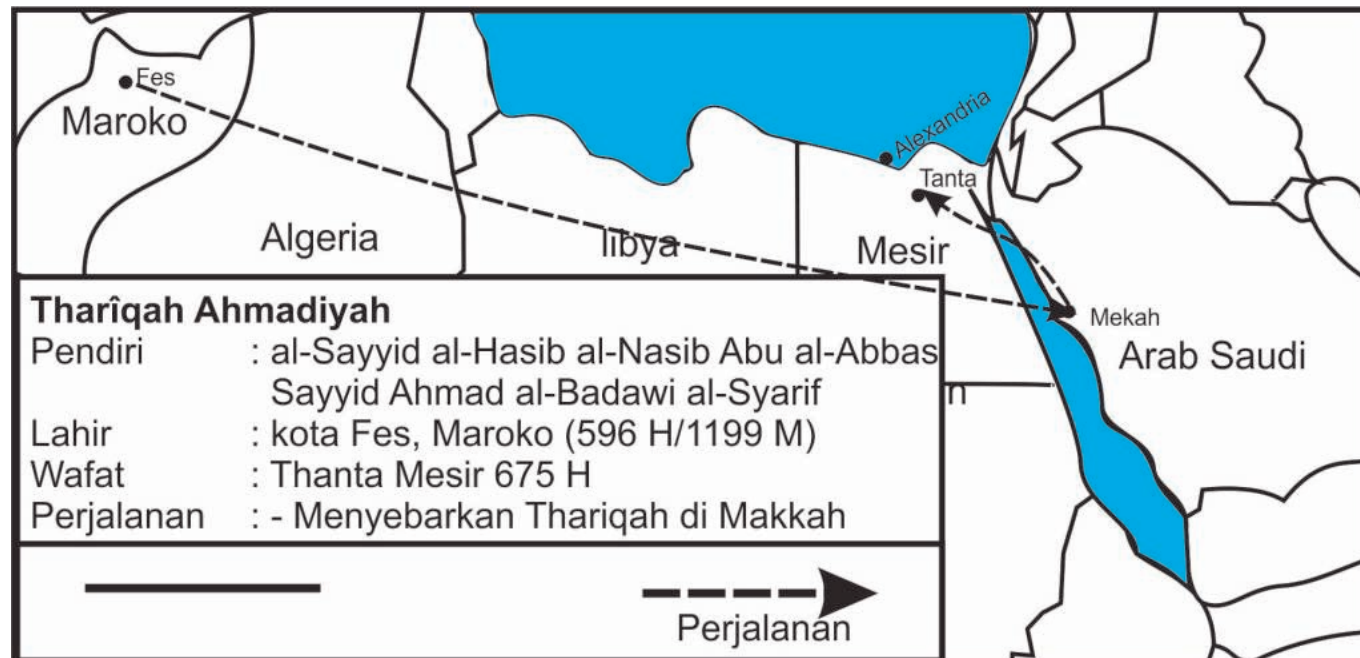 Fes
Maroko
Alexandria
Tanta
Algeria
libya
Mesir
Mekah
Arab Saudi
n
Tharîqah Ahmadiyah
Pendiri : al-Sayyid al-Hasib al-Nasib Abu al-Abbas
Sayyid Ahmad al-Badawi al-Syarif
Lahir : kota Fes, Maroko (596 H/1199 M)
Wafat : Thanta Mesir 675 H
Perjalanan : - Menyebarkan Thariqah di Makkah
Perjalanan